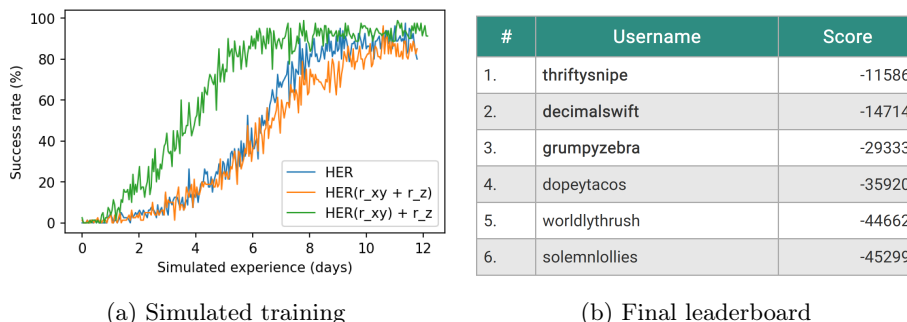 100
80
60
40
20
0
Success rate (%)
HER
HER(r_xy + r_z)
HER(r_xy) + r_z
0 2 4 6 8 10 12
Simulated experience (days)
(a) Simulated training
# Username Score
1. thriftysnipe -11586
2. decimalswift -14714
3. grumpyzebra -29333
4. dopeytacos -35920
5. worldlythrush -44662
6. solemnlollies -45299
(b) Final leaderboard